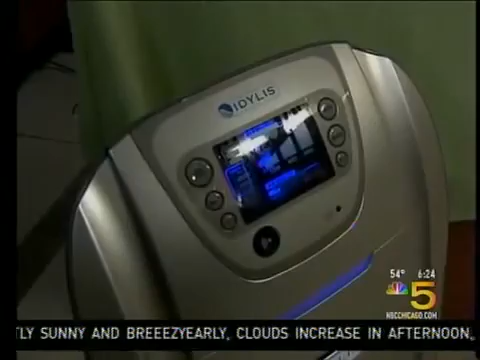 IDYLIS
54° 6:24
5
NBCCHICAGO.COM
TLY SUNNY AND BREEEZYEARLY, CLOUDS INCREASE IN AFTERNOON,